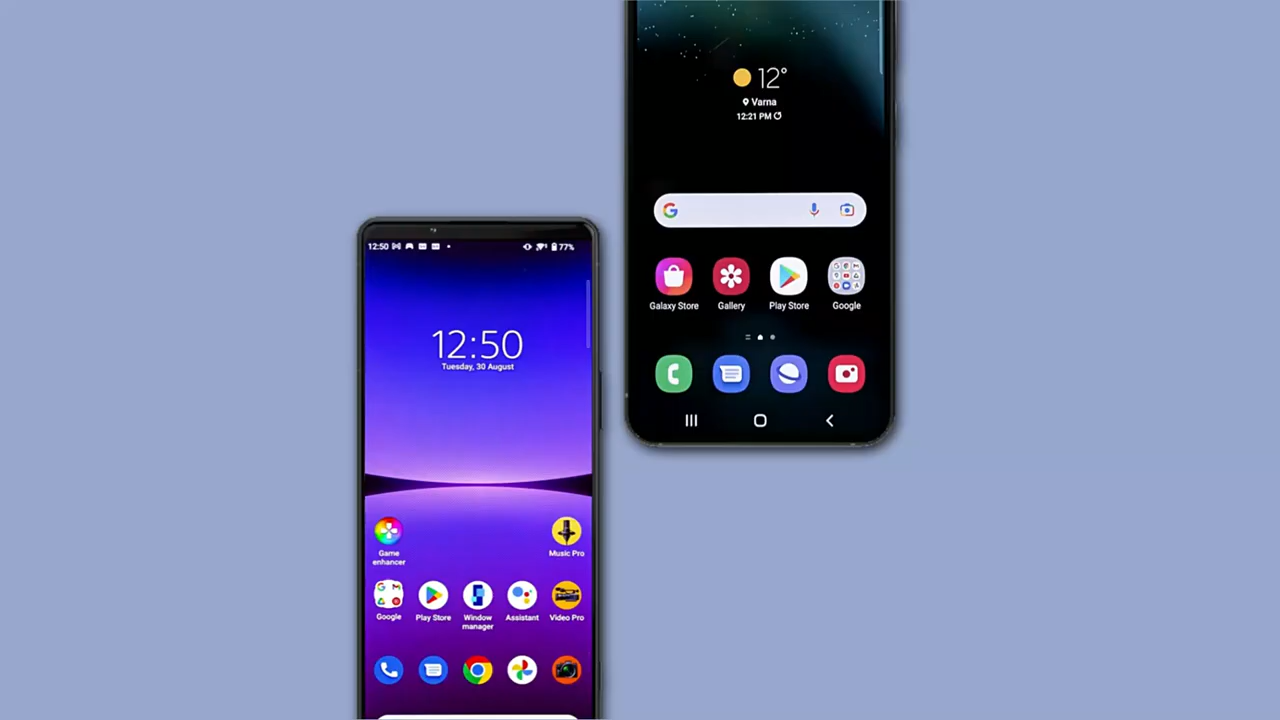 12°
Varna
12:21 PM
Galaxy Store
Gallery
Play Store
Google
12:50
77%
12:50
Tuesday, 30 August
Game
enhancer
Music Pro
Google
Play Store
Window
manager
Assistant
Video Pro